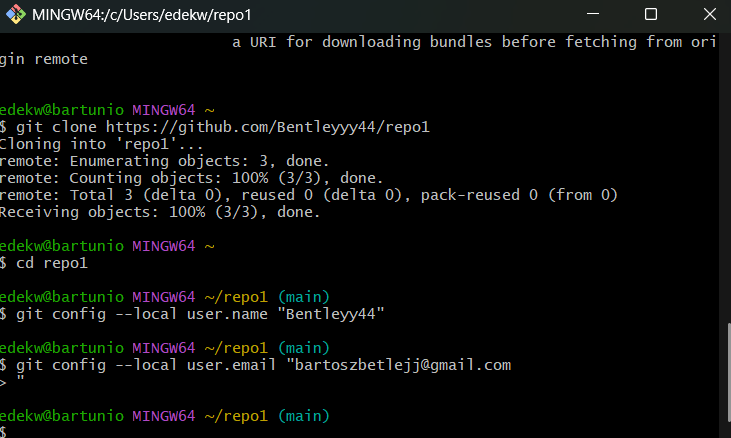 MINGW64:/c/Users/edekw/repo1
a URI for downloading bundles before fetching from ori
gin remote
edekw@bartunio MINGW64 ~
$ git clone https://github.com/Bentleyyy44/repo1
Cloning into 'repo1'...
remote: Enumerating objects: 3, done.
remote: Counting objects: 100% (3/3), done.
remote: Total 3 (delta 0), reused 0 (delta 0), pack-reused 0 (from 0)
Receiving objects: 100% (3/3), done.
edekw@bartunio MINGW64 ~
$ cd repo1
edekw@bartunio MINGW64 ~/repo1 (main)
$ git config --local user.name "Bentleyy44"
edekw@bartunio MINGW64 ~/repo1 (main)
$ git config --local user.email "bartoszbetlejj@gmail.com
> "
edekw@bartunio MINGW64 ~/repo1 (main)
$